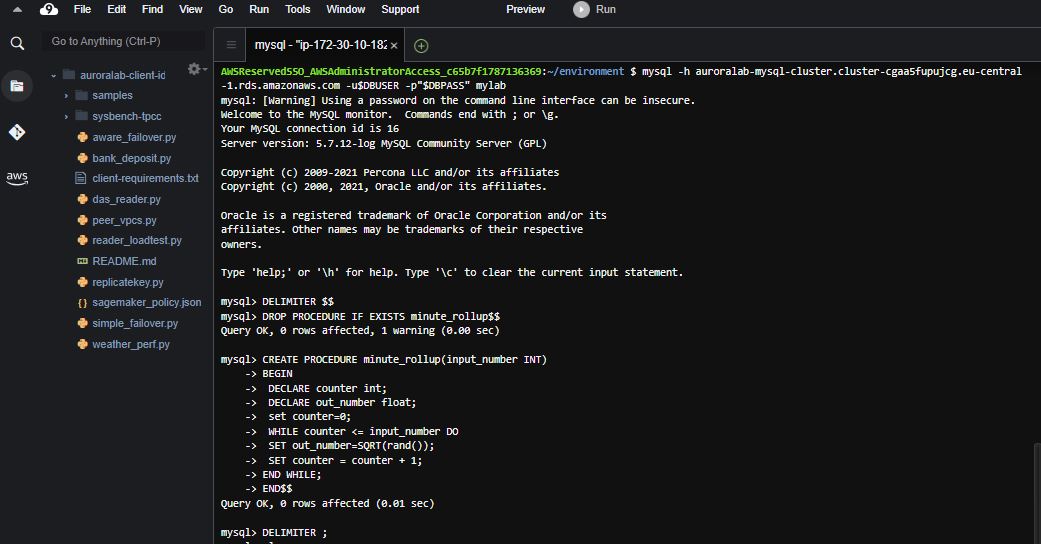 9 File Edit Find View Go Run Tools Window Support Preview Run
Go to Anything (Ctrl-P)
mysql - "ip-172-30-10-182
auroralab-client-id
samples
sysbench-tpcc
aware_failover.py
bank_deposit.py
client-requirements.txt
das_reader.py
peer_vpcs.py
reader_loadtest.py
README.md
replicatekey.py
sagemaker_policy.json
simple_failover.py
weather_perf.py
aws
AWSReservedSSO_AWSAdministratorAccess_c65b7f1787136369:~/environment $ mysql -h auroralab-mysql-cluster.cluster-cgaa5fupujcg.eu-central
-1.rds.amazonaws.com -u$DBUSER -p"$DBPASS" mylab
mysql: [Warning] Using a password on the command line interface can be insecure.
Welcome to the MySQL monitor.  Commands end with ; or \g.
Your MySQL connection id is 16
Server version: 5.7.12-log MySQL Community Server (GPL)
Copyright (c) 2009-2021 Percona LLC and/or its affiliates
Copyright (c) 2000, 2021, Oracle and/or its affiliates.
Oracle is a registered trademark of Oracle Corporation and/or its
affiliates. Other names may be trademarks of their respective
owners.
Type 'help;' or '\h' for help. Type '\c' to clear the current input statement.
mysql> DELIMITER $$
mysql> DROP PROCEDURE IF EXISTS minute_rollup$$
Query OK, 0 rows affected, 1 warning (0.00 sec)
mysql> CREATE PROCEDURE minute_rollup(input_number INT)
-> BEGIN
->  DECLARE counter int;
->  DECLARE out_number float;
->  set counter=0;
->  WHILE counter <= input_number DO
->  SET out_number=SQRT(rand());
->  SET counter = counter + 1;
-> END WHILE;
-> END$$
Query OK, 0 rows affected (0.01 sec)
mysql> DELIMITER ;